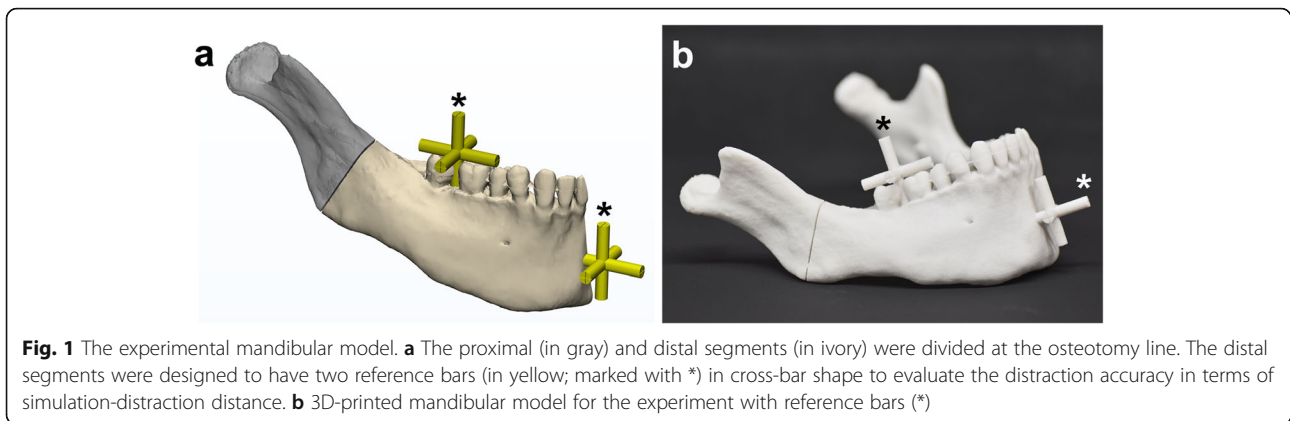 a
*
*
b
*
*
Fig. 1 The experimental mandibular model. a The proximal (in gray) and distal segments (in ivory) were divided at the osteotomy line. The distal
segments were designed to have two reference bars (in yellow; marked with *) in cross-bar shape to evaluate the distraction accuracy in terms of
simulation-distraction distance. b 3D-printed mandibular model for the experiment with reference bars (*)